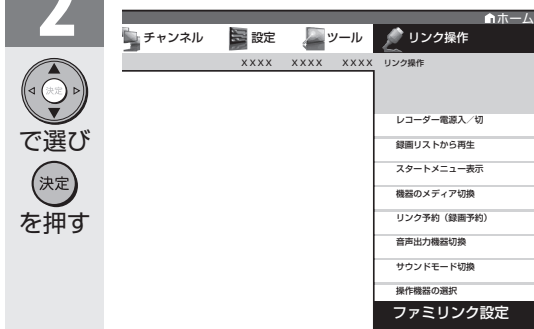 2
決定
で選び
決定
を押す
ホーム
チャンネル 設定 ツール リンク操作
XXXX XXXX XXXX リンク操作
レコーダー電源入／切
録画リストから再生
スタートメニュー表示
機器のメディア切換
リンク予約（録画予約）
音声出力機器切換
サウンドモード切換
操作機器の選択
ファミリンク設定